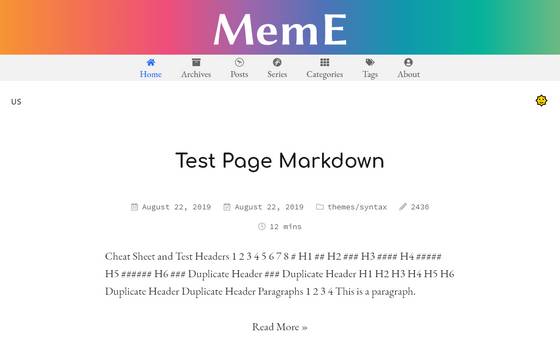 MemE
Home Archives Posts Series Categories Tags About
US
Test Page Markdown
August 22, 2019 August 22, 2019 themes/syntax 2436
12 mins
Cheat Sheet and Test Headers 1 2 3 4 5 6 7 8 # H1 ## H2 ### H3 #### H4 #####
H5 ###### H6 ### Duplicate Header ### Duplicate Header H1 H2 H3 H4 H5 H6
Duplicate Header Duplicate Header Paragraphs 1 2 3 4 This is a paragraph.
Read More »